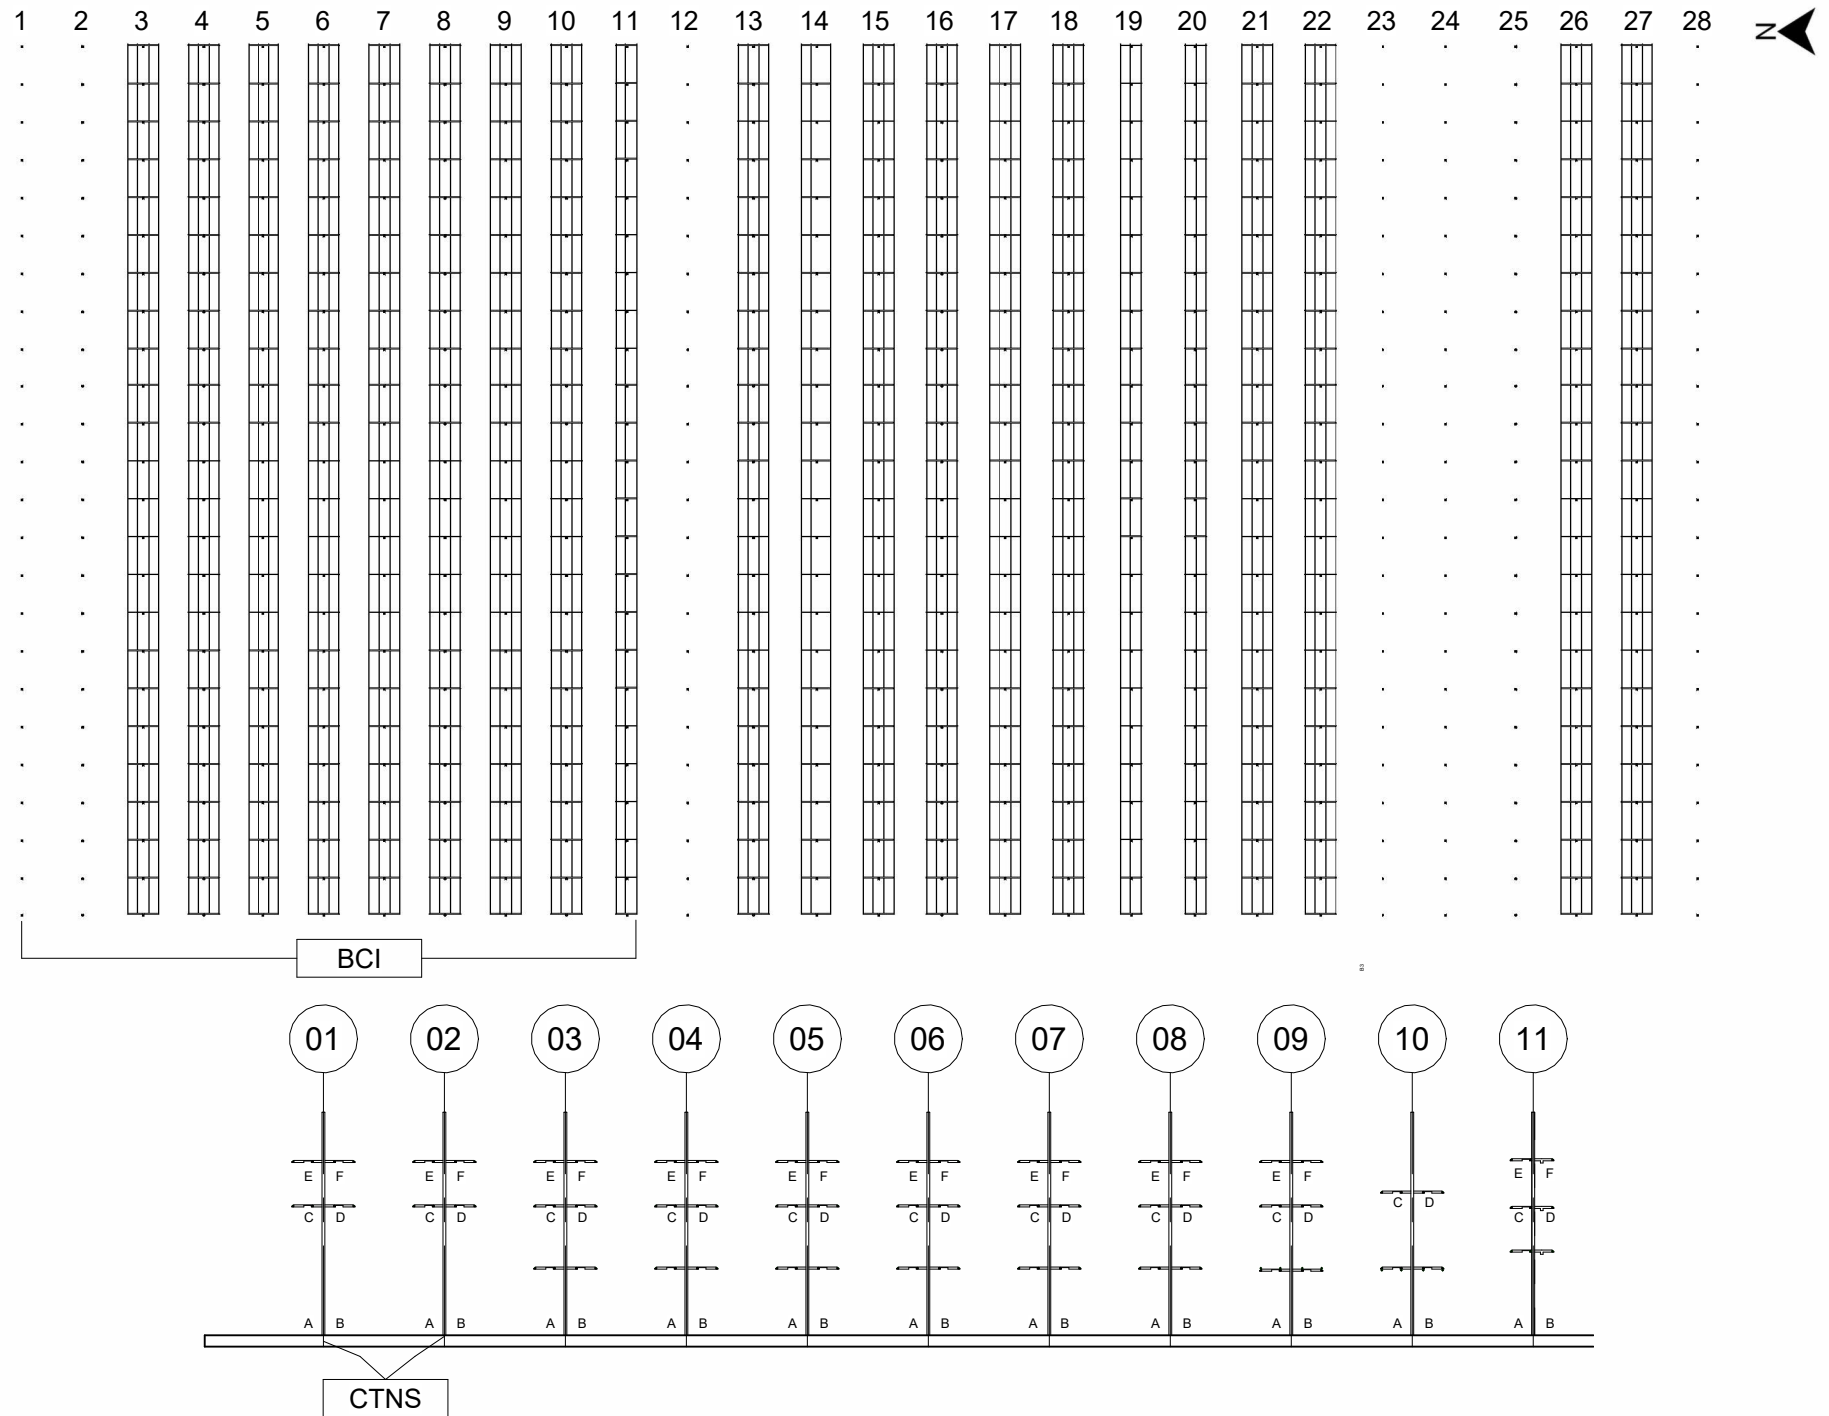 1 2 3 4 5 6 7 8 9 10 11 12 13 14 15 16 17 18 19 20 21 22 23 24 25 26 27 28 N
BCI
B3
01 02 03 04 05 06 07 08 09 10 11
E F E F E F E F E F E F E F E F E F E F
C D C D C D C D C D C D C D C D C D C D C D
A B A B A B A B A B A B A B A B A B A B A B
CTNS